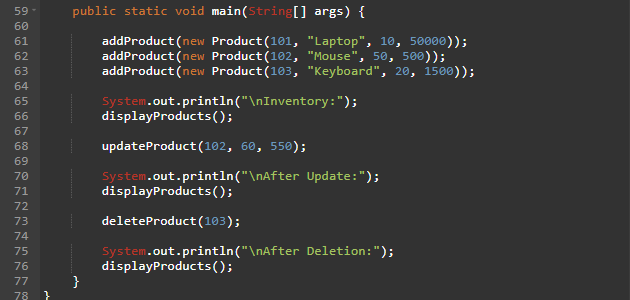 59 public static void main(String[] args) {
60
61 addProduct(new Product(101, "Laptop", 10, 50000));
62 addProduct(new Product(102, "Mouse", 50, 500));
63 addProduct(new Product(103, "Keyboard", 20, 1500));
64
65 System.out.println("\nInventory:");
66 displayProducts();
67
68 updateProduct(102, 60, 550);
69
70 System.out.println("\nAfter Update:");
71 displayProducts();
72
73 deleteProduct(103);
74
75 System.out.println("\nAfter Deletion:");
76 displayProducts();
77 }
78 }